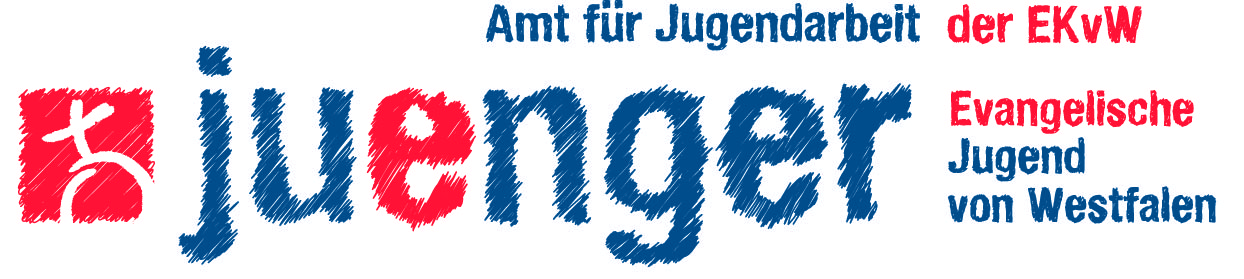 Amt für Jugendarbeit der EKvW
juenger
Evangelische
Jugend
von Westfalen